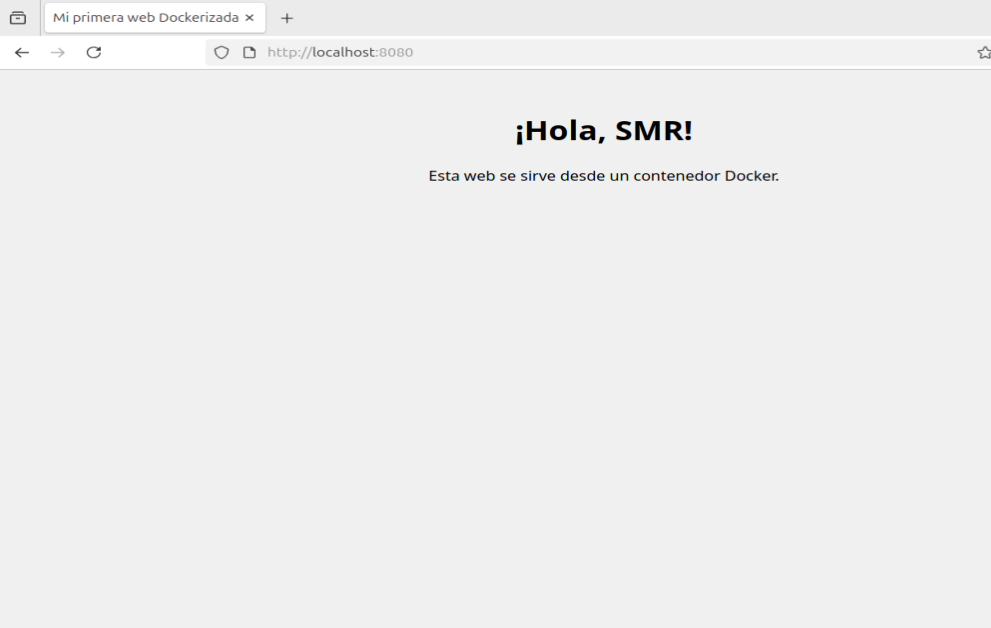 Mi primera web Dockerizada
http://localhost:8080
¡Hola, SMR!
Esta web se sirve desde un contenedor Docker.